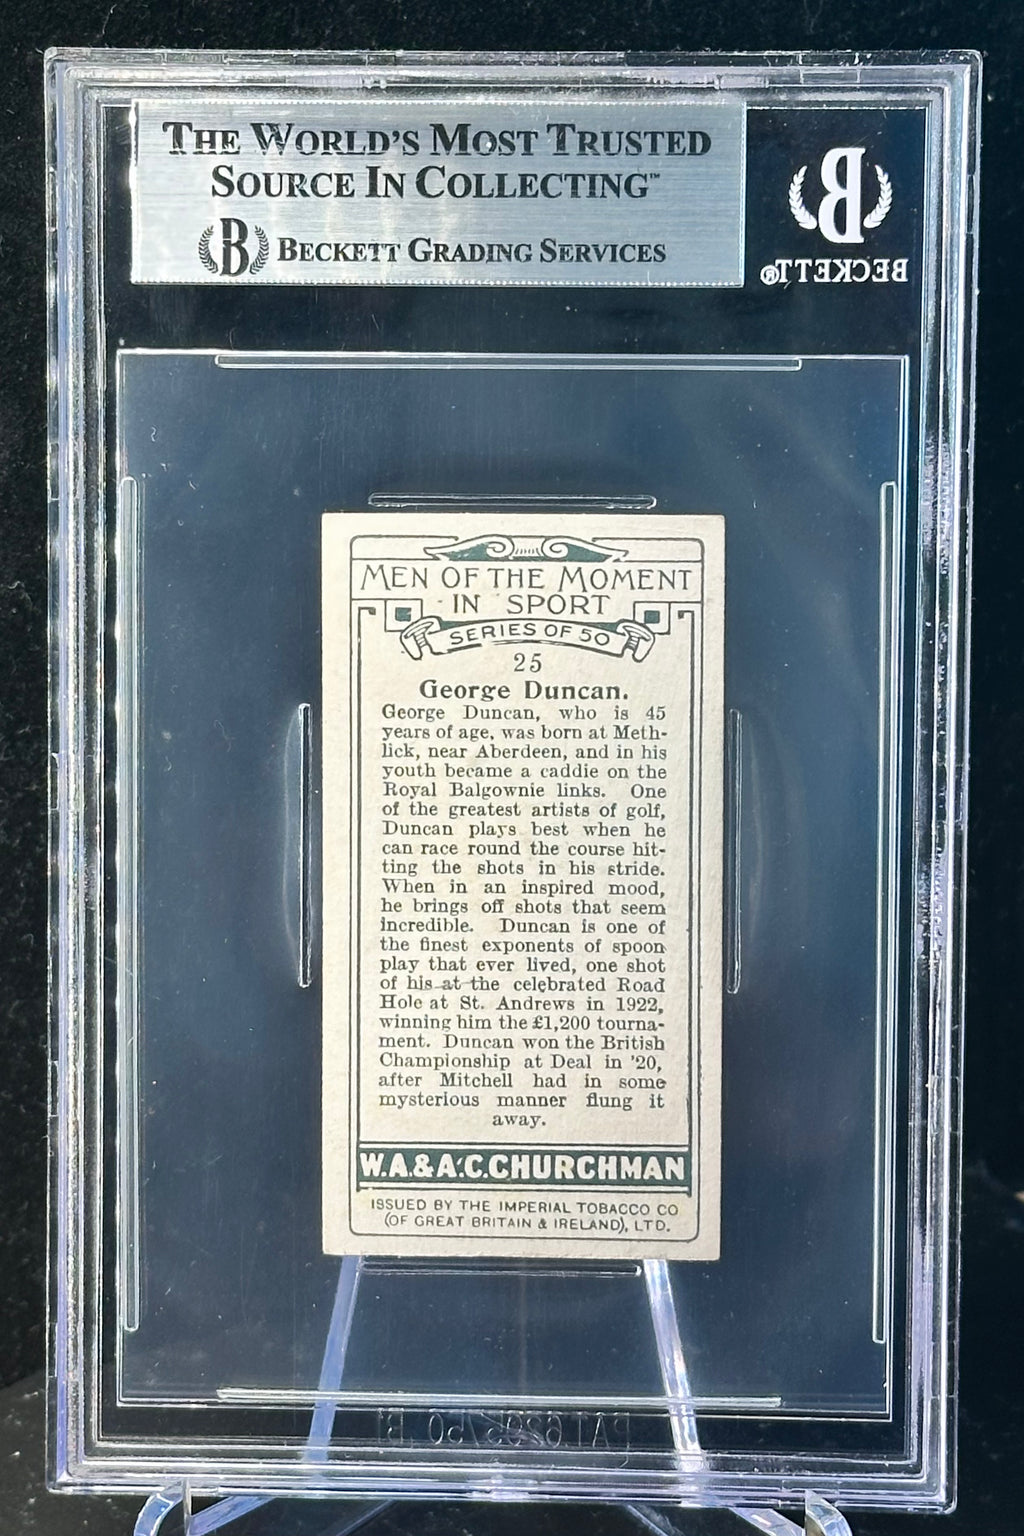 THE WORLD'S MOST TRUSTED
SOURCE IN COLLECTING™
B BECKETT GRADING SERVICES
B
BECKETT®
MEN OF THE MOMENT
IN SPORT
SERIES OF 50
25
George Duncan.
George Duncan, who is 45
years of age, was born at Meth-
lick, near Aberdeen, and in his
youth became a caddie on the
Royal Balgownie links. One
of the greatest artists of golf,
Duncan plays best when he
can race round the course hit-
ting the shots in his stride.
When in an inspired mood,
he brings off shots that seem
incredible. Duncan is one of
the finest exponents of spoon
play that ever lived, one shot
of his at the celebrated Road
Hole at St. Andrews in 1922,
winning him the £1,200 tourna-
ment. Duncan won the British
Championship at Deal in '20,
after Mitchell had in some
mysterious manner flung it
away.
W.A.&A.C.CHURCHMAN
ISSUED BY THE IMPERIAL TOBACCO CO
(OF GREAT BRITAIN & IRELAND), LTD.